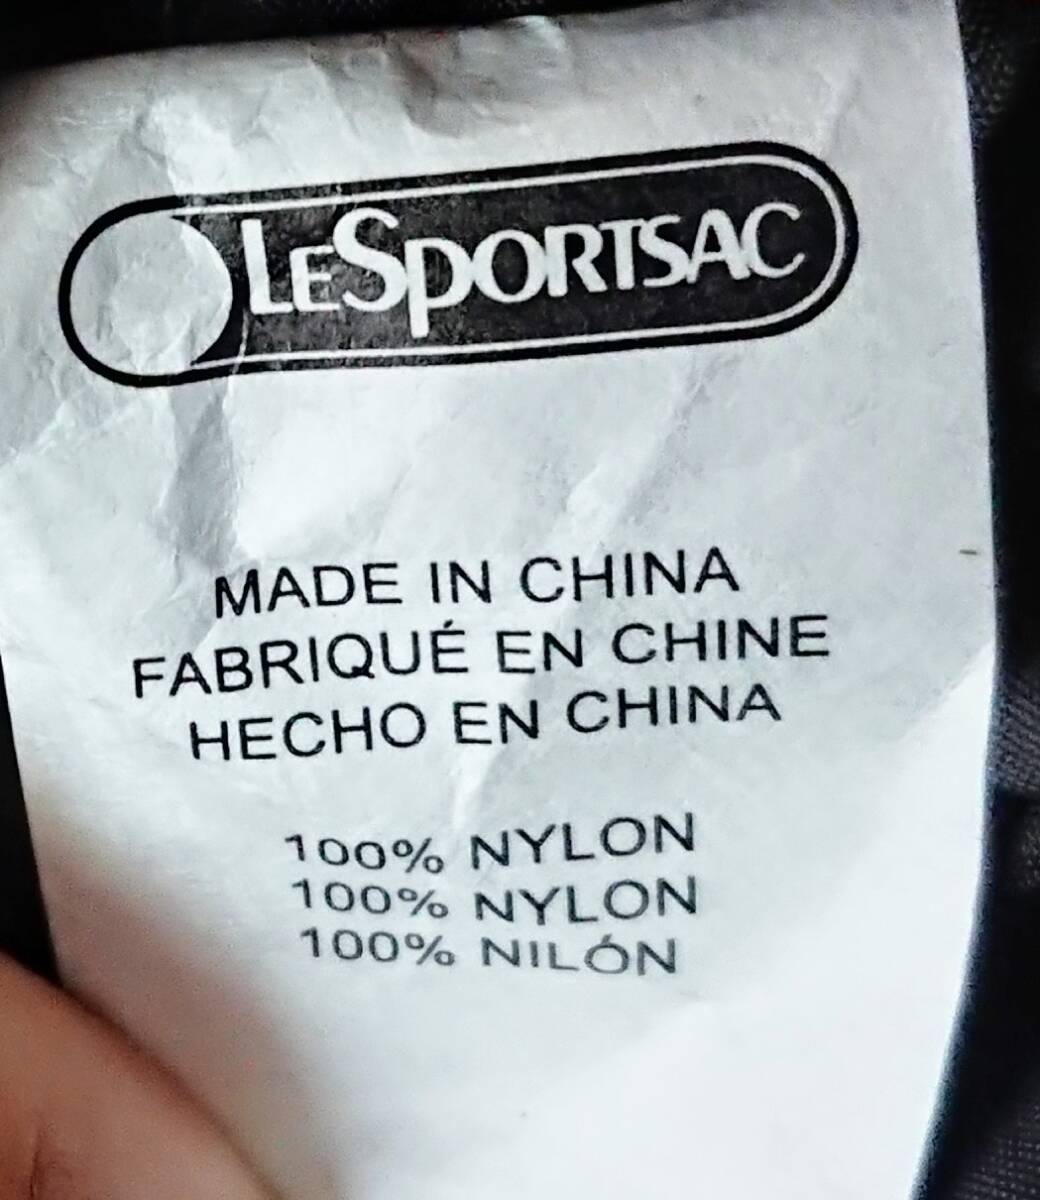 LESPORTSAC
MADE IN CHINA
FABRIQUÉ EN CHINE
HECHO EN CHINA
100% NYLON
100% NYLON
100% NILÓN